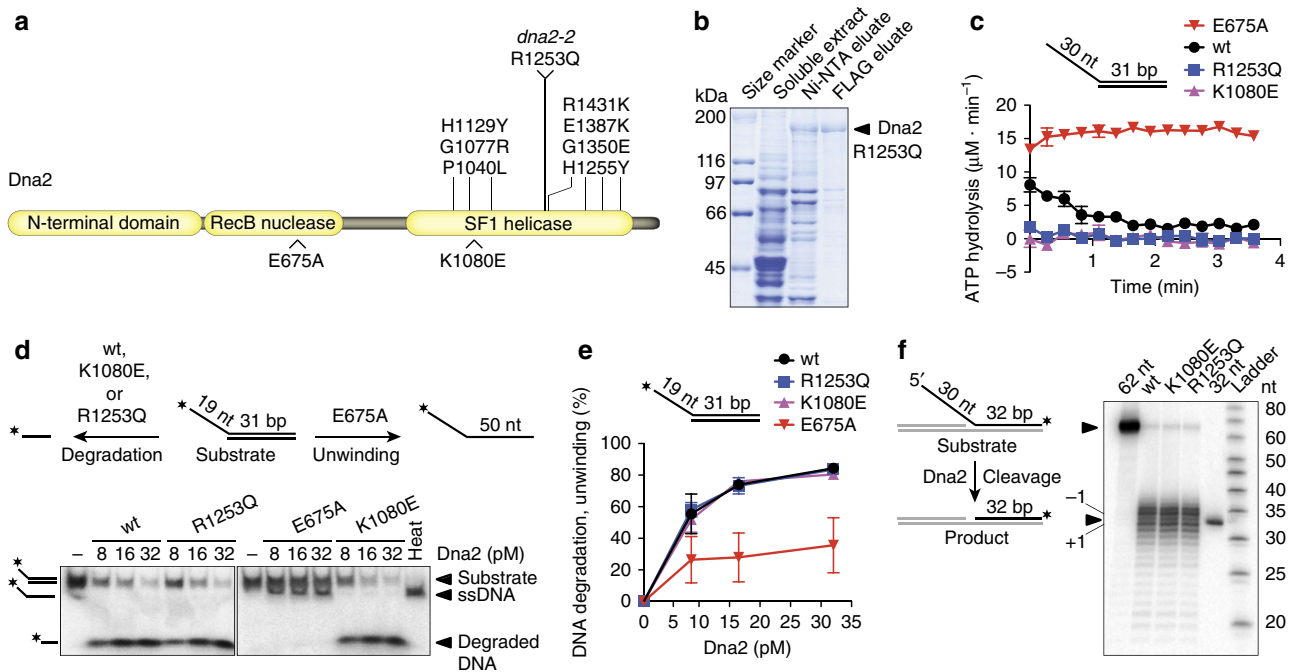 a
dna2-2
R1253Q
H1129Y
G1077R
P1040L
R1431K
E1387K
G1350E
H1255Y
Dna2
N-terminal domain
RecB nuclease
SF1 helicase
E675A
K1080E
b
Size marker
Soluble extract
Ni-NTA eluate
FLAG eluate
kDa
200
116
97
66
45
Dna2
R1253Q
c
E675A
wt
R1253Q
K1080E
30 nt
31 bp
ATP hydrolysis (μM · min⁻¹)
20
15
10
5
0
−5
0
1
2
3
4
Time (min)
d
wt,
K1080E,
or
R1253Q
Degradation
19 nt
31 bp
Substrate
E675A
Unwinding
50 nt
wt
R1253Q
E675A
K1080E
Heat
– 8 16 32 8 16 32 – 8 16 32 8 16 32 Dna2 (pM)
Substrate
ssDNA
Degraded
DNA
e
wt
R1253Q
K1080E
E675A
19 nt
31 bp
DNA degradation, unwinding (%)
100
80
60
40
20
0
0 5 10 15 20 25 30 35
Dna2 (pM)
f
5′
30 nt
32 bp
Substrate
Dna2
Cleavage
32 bp
Product
62 nt
wt
K1080E
R1253Q
32 nt
Ladder
nt
80
60
50
40
35
30
25
20
−1
+1